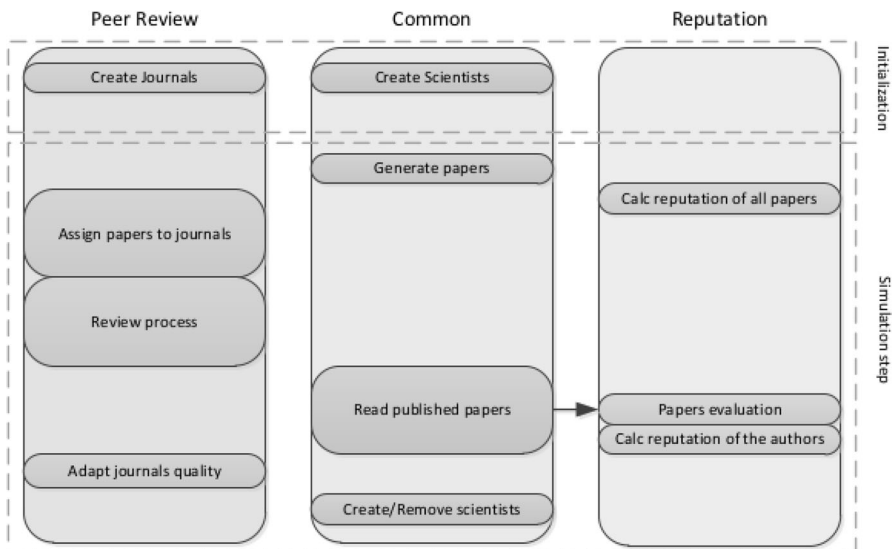 Peer Review
Common
Reputation
Create Journals
Create Scientists
Initialization
Generate papers
Calc reputation of all papers
Assign papers to journals
Review process
Simulation step
Read published papers
Papers evaluation
Calc reputation of the authors
Adapt journals quality
Create/Remove scientists